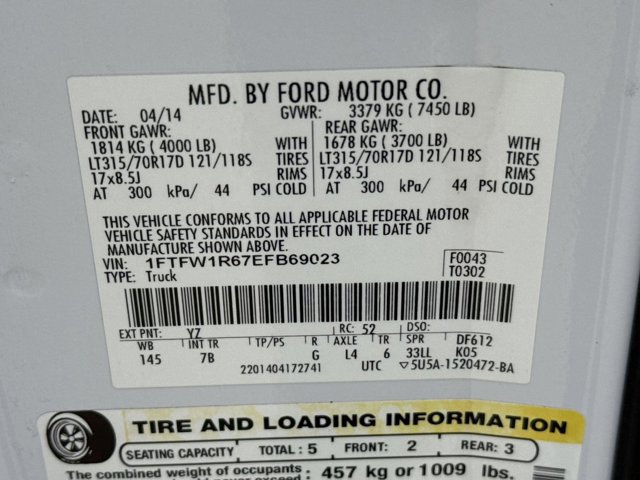 MFD. BY FORD MOTOR CO.
DATE: 04/14 GVWR: 3379 KG ( 7450 LB)
FRONT GAWR: REAR GAWR:
1814 KG ( 4000 LB) WITH 1678 KG ( 3700 LB) WITH
LT315/70R17D 121/118S TIRES LT315/70R17D 121/118S TIRES
17x8.5J RIMS 17x8.5J RIMS
AT 300 kPa/ 44 PSI COLD AT 300 kPa/ 44 PSI COLD
THIS VEHICLE CONFORMS TO ALL APPLICABLE FEDERAL MOTOR
VEHICLE SAFETY STANDARDS IN EFFECT ON THE DATE OF
MANUFACTURE SHOWN ABOVE.
VIN: 1FTFW1R67EFB69023 F0043
TYPE: Truck T0302
EXT PNT: YZ RC: 52 DSO:
WB INT TR TP/PS R AXLE TR SPR DF612
145 7B G L4 6 33LL K05
2201404172741 UTC ▽5U5A-1520472-BA
TIRE AND LOADING INFORMATION
SEATING CAPACITY TOTAL: 5 FRONT: 2 REAR: 3
The combined weight of occupants 457 kg or 1009 lbs.